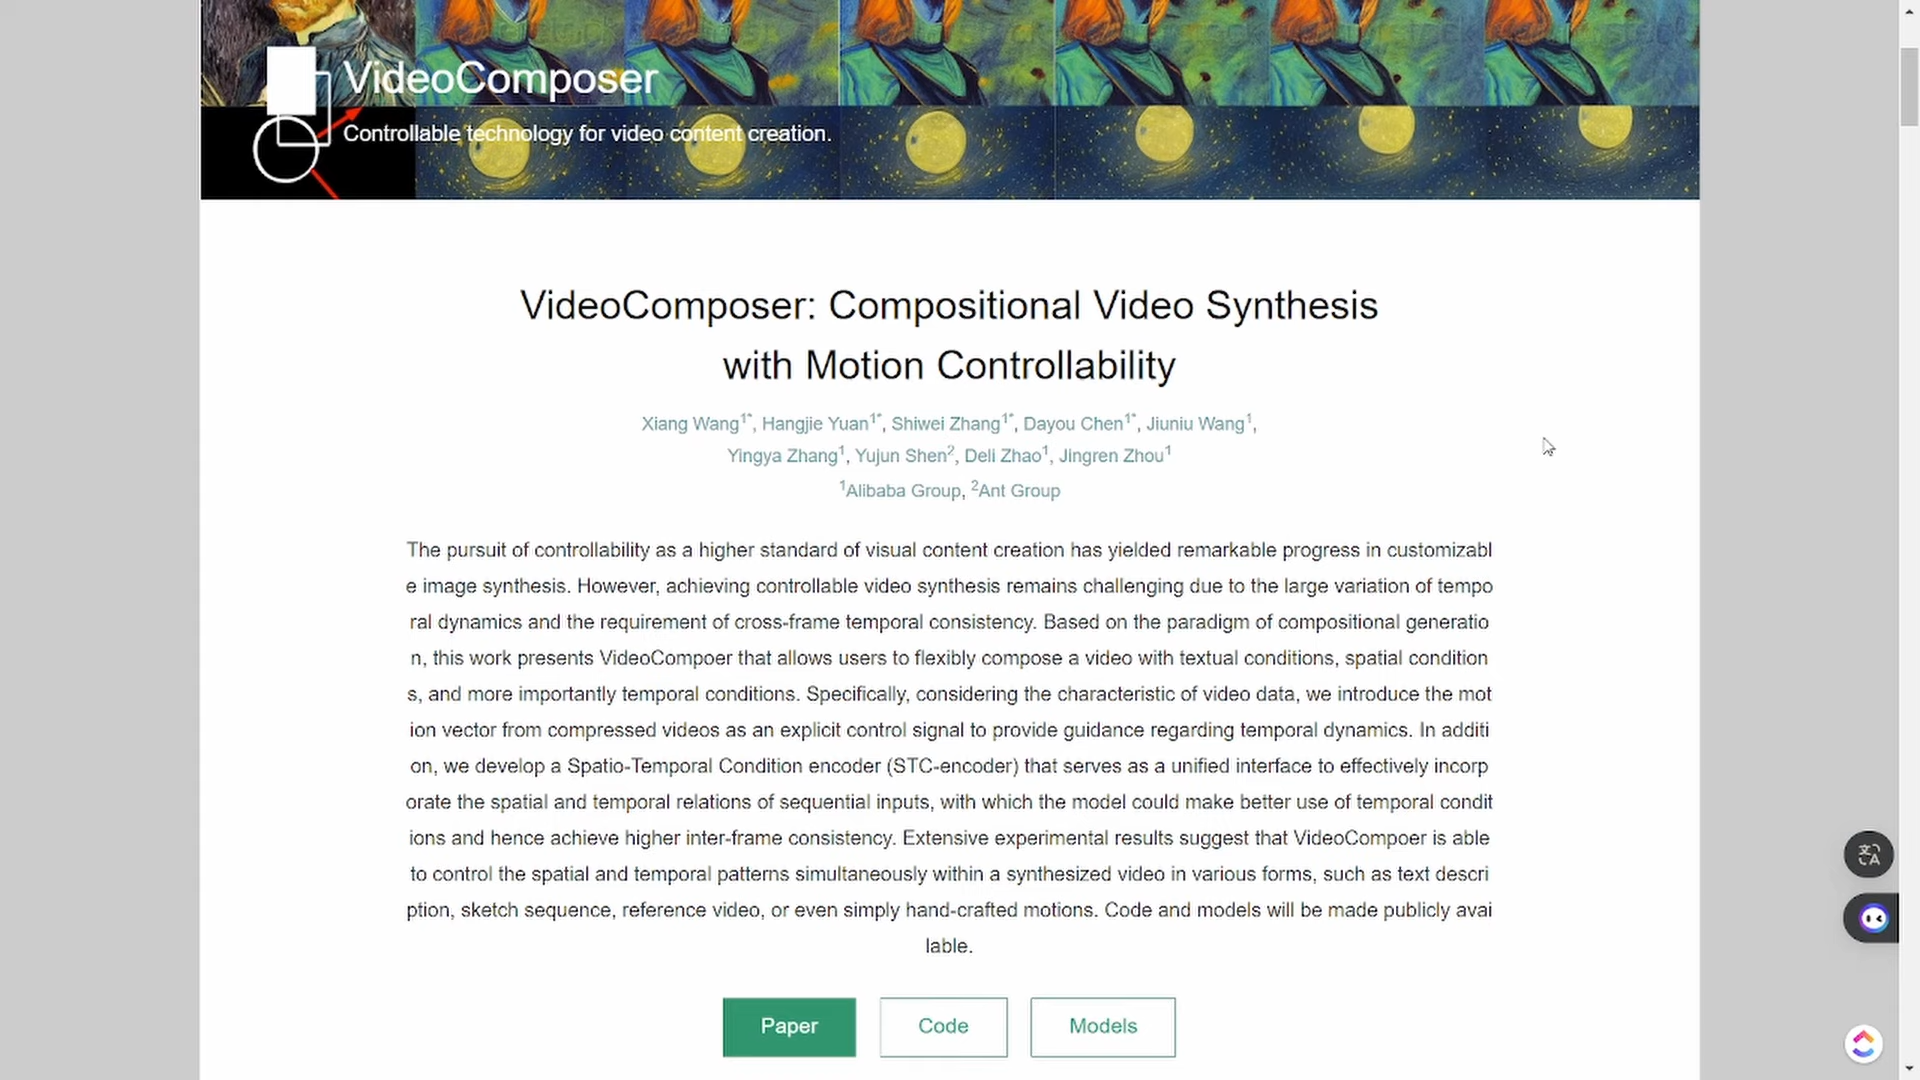 VideoComposer
Controllable technology for video content creation.
VideoComposer: Compositional Video Synthesis
with Motion Controllability
Xiang Wang1*, Hangjie Yuan1*, Shiwei Zhang1*, Dayou Chen1*, Jiuniu Wang1,
Yingya Zhang1, Yujun Shen2, Deli Zhao1, Jingren Zhou1
1Alibaba Group, 2Ant Group
The pursuit of controllability as a higher standard of visual content creation has yielded remarkable progress in customizabl
e image synthesis. However, achieving controllable video synthesis remains challenging due to the large variation of tempo
ral dynamics and the requirement of cross-frame temporal consistency. Based on the paradigm of compositional generatio
n, this work presents VideoCompoer that allows users to flexibly compose a video with textual conditions, spatial condition
s, and more importantly temporal conditions. Specifically, considering the characteristic of video data, we introduce the mot
ion vector from compressed videos as an explicit control signal to provide guidance regarding temporal dynamics. In additi
on, we develop a Spatio-Temporal Condition encoder (STC-encoder) that serves as a unified interface to effectively incorp
orate the spatial and temporal relations of sequential inputs, with which the model could make better use of temporal condit
ions and hence achieve higher inter-frame consistency. Extensive experimental results suggest that VideoCompoer is able
to control the spatial and temporal patterns simultaneously within a synthesized video in various forms, such as text descri
ption, sketch sequence, reference video, or even simply hand-crafted motions. Code and models will be made publicly avai
lable.
Paper
Code
Models